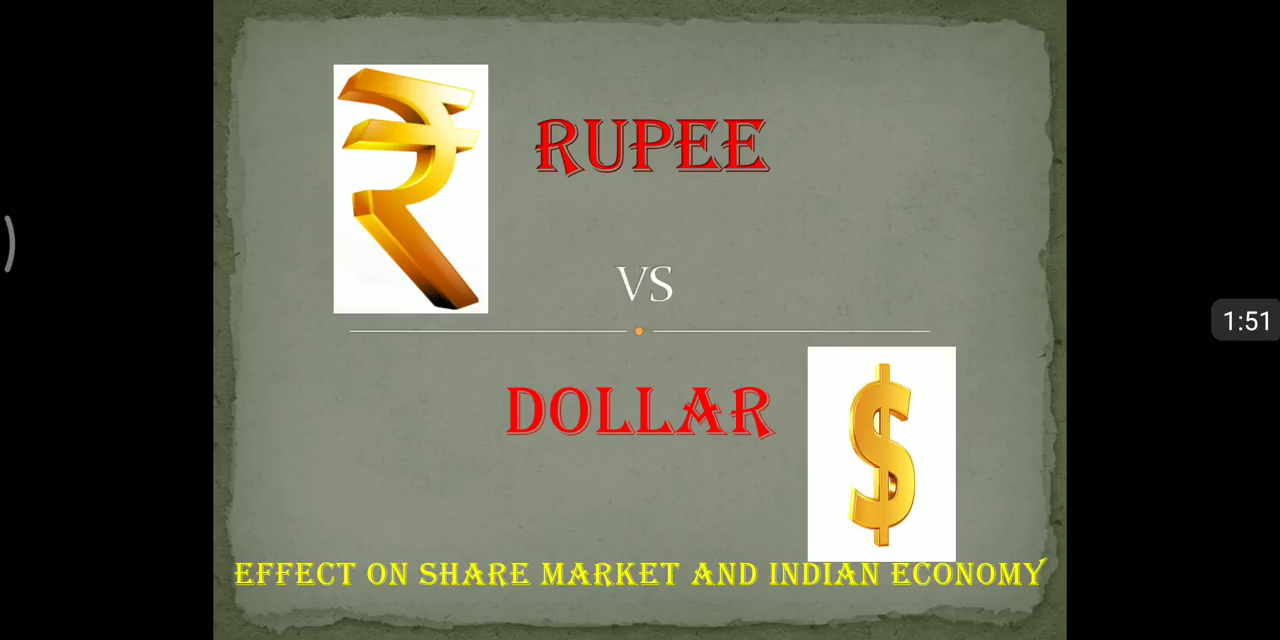 RUPEE
VS
DOLLAR
EFFECT ON SHARE MARKET AND INDIAN ECONOMY
1:51